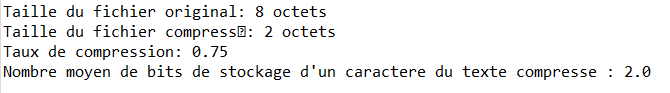 Taille du fichier original: 8 octets
Taille du fichier compress�: 2 octets
Taux de compression: 0.75
Nombre moyen de bits de stockage d'un caractere du texte compresse : 2.0